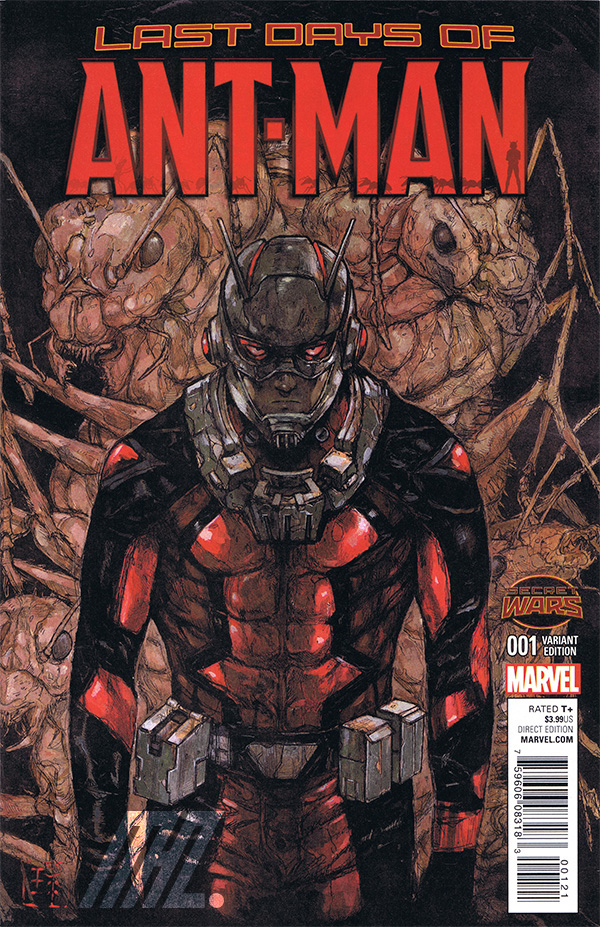 LAST DAYS OF
ANT-MAN
SECRET
WARS
001 VARIANT
EDITION
MARVEL
RATED T+
$3.99US
DIRECT EDITION
MARVEL.COM
7 59606 08318 3
00121